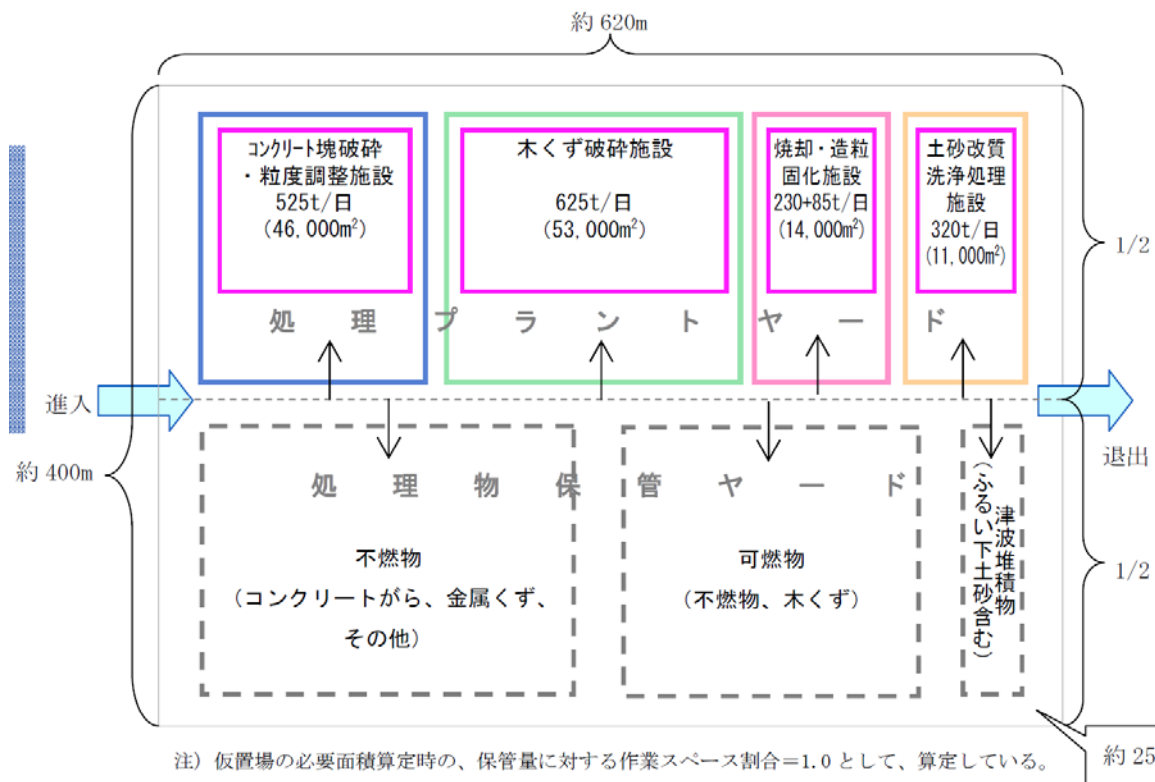 約 620m
コンクリート塊破砕
・粒度調整施設
525t/日
(46,000m²)
木くず破砕施設
625t/日
(53,000m²)
焼却・造粒
固化施設
230+85t/日
(14,000m²)
土砂改質
洗浄処理
施設
320t/日
(11,000m²)
1/2
処理プラントヤード
進入
退出
約 400m
処理物保管ヤード
不燃物
（コンクリートがら、金属くず、
その他）
可燃物
（不燃物、木くず）
津波堆積物
（ふるい下土砂含む）
1/2
約 25
注）仮置場の必要面積算定時の、保管量に対する作業スペース割合＝1.0 として、算定している。